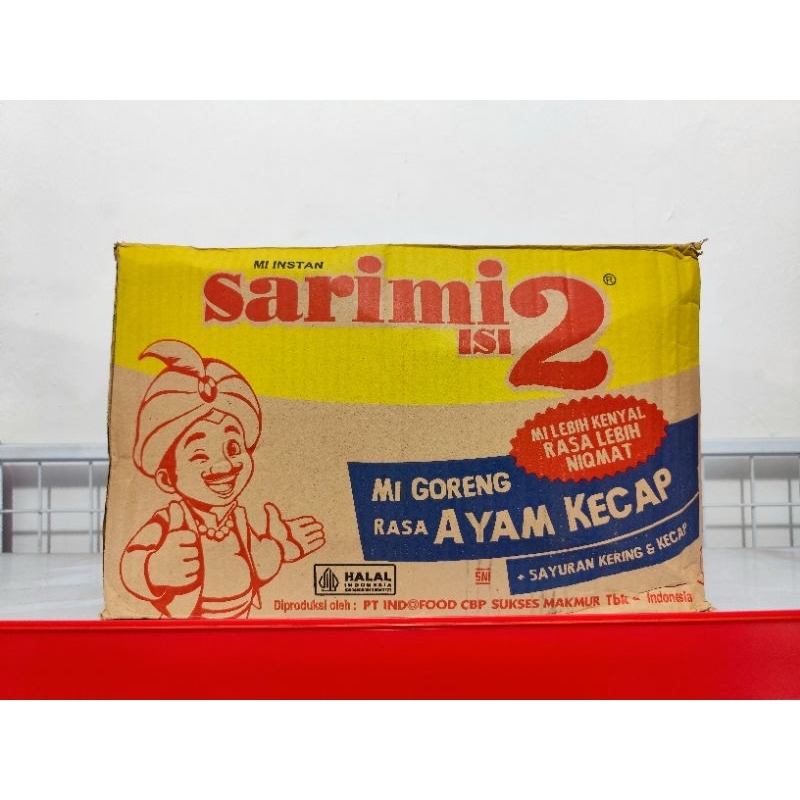 MI INSTAN
sarimi
ISI 2®
MI LEBIH KENYAL
RASA LEBIH
NIQMAT
MI GORENG
RASA AYAM KECAP
+ SAYURAN KERING & KECAP
HALAL
INDONESIA
SNI
Diproduksi oleh : PT INDOFOOD CBP SUKSES MAKMUR Tbk - Indonesia